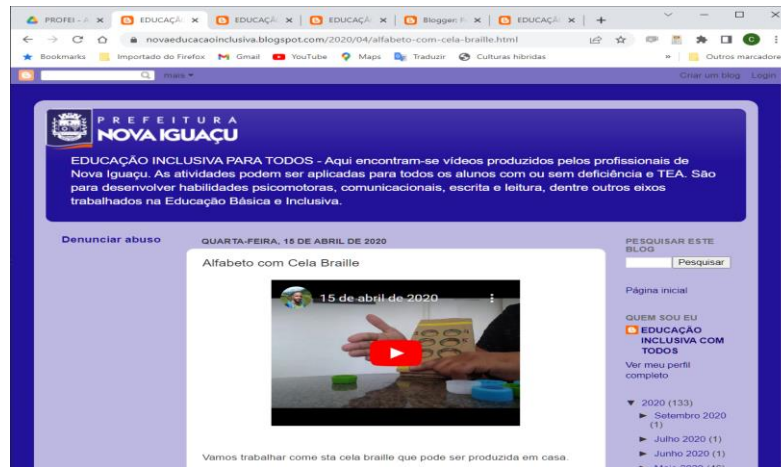 PROFEI - A
EDUCAÇÃ
EDUCAÇÃ
EDUCAÇÃ
Blogger: P
EDUCAÇÃ
novaeducacaoinclusiva.blogspot.com/2020/04/alfabeto-com-cela-braille.html
Bookmarks Importado do Firefox Gmail YouTube Maps Traduzir Culturas híbridas » Outros marcadore
mais Criar um blog Login
PREFEITURA
NOVA IGUAÇU
EDUCAÇÃO INCLUSIVA PARA TODOS - Aqui encontram-se vídeos produzidos pelos profissionais de
Nova Iguaçu. As atividades podem ser aplicadas para todos os alunos com ou sem deficiência e TEA. São
para desenvolver habilidades psicomotoras, comunicacionais, escrita e leitura, dentre outros eixos
trabalhados na Educação Básica e Inclusiva.
Denunciar abuso
QUARTA-FEIRA, 15 DE ABRIL DE 2020
Alfabeto com Cela Braille
15 de abril de 2020
Vamos trabalhar come sta cela braille que pode ser produzida em casa.
PESQUISAR ESTE
BLOG
Pesquisar
Página inicial
QUEM SOU EU
EDUCAÇÃO
INCLUSIVA COM
TODOS
Ver meu perfil
completo
▼ 2020 (133)
► Setembro 2020
(1)
► Julho 2020 (1)
► Junho 2020 (1)